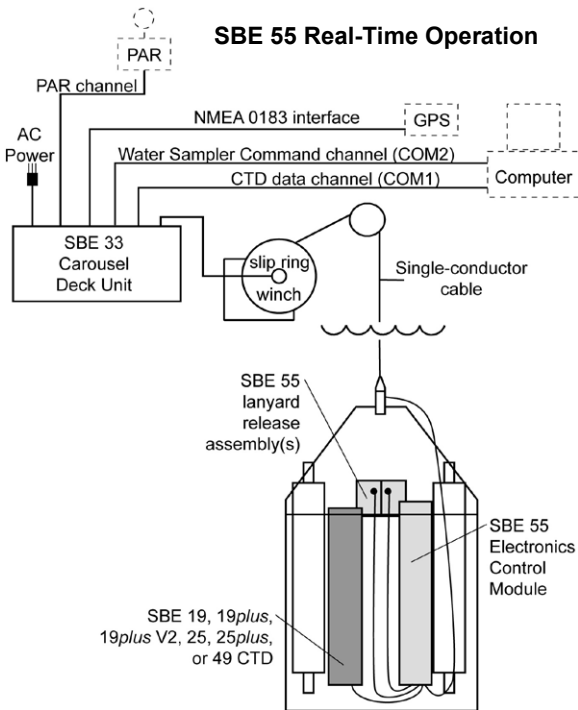 SBE 55 Real-Time Operation
PAR
PAR channel
NMEA 0183 interface
GPS
AC
Power
Water Sampler Command channel (COM2)
CTD data channel (COM1)
Computer
SBE 33
Carousel
Deck Unit
slip ring
winch
Single-conductor
cable
SBE 55
lanyard
release
assembly(s)
SBE 55
Electronics
Control
Module
SBE 19, 19plus,
19plus V2, 25, 25plus,
or 49 CTD